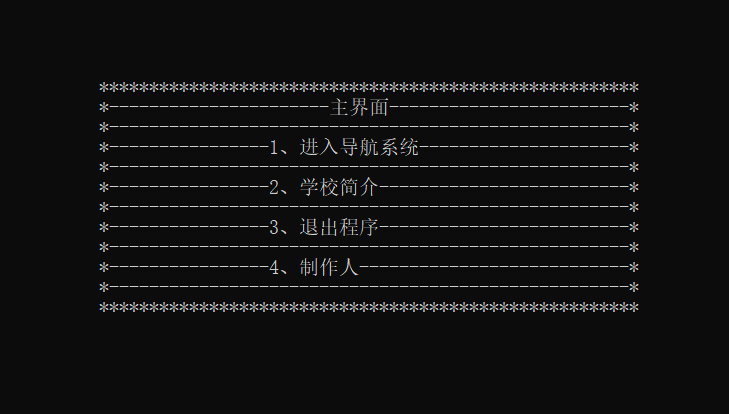 ******************************************************
*----------------------主界面------------------------*
*----------------------------------------------------*
*----------------1、进入导航系统---------------------*
*----------------------------------------------------*
*----------------2、学校简介-------------------------*
*----------------------------------------------------*
*----------------3、退出程序-------------------------*
*----------------------------------------------------*
*----------------4、制作人---------------------------*
*----------------------------------------------------*
******************************************************